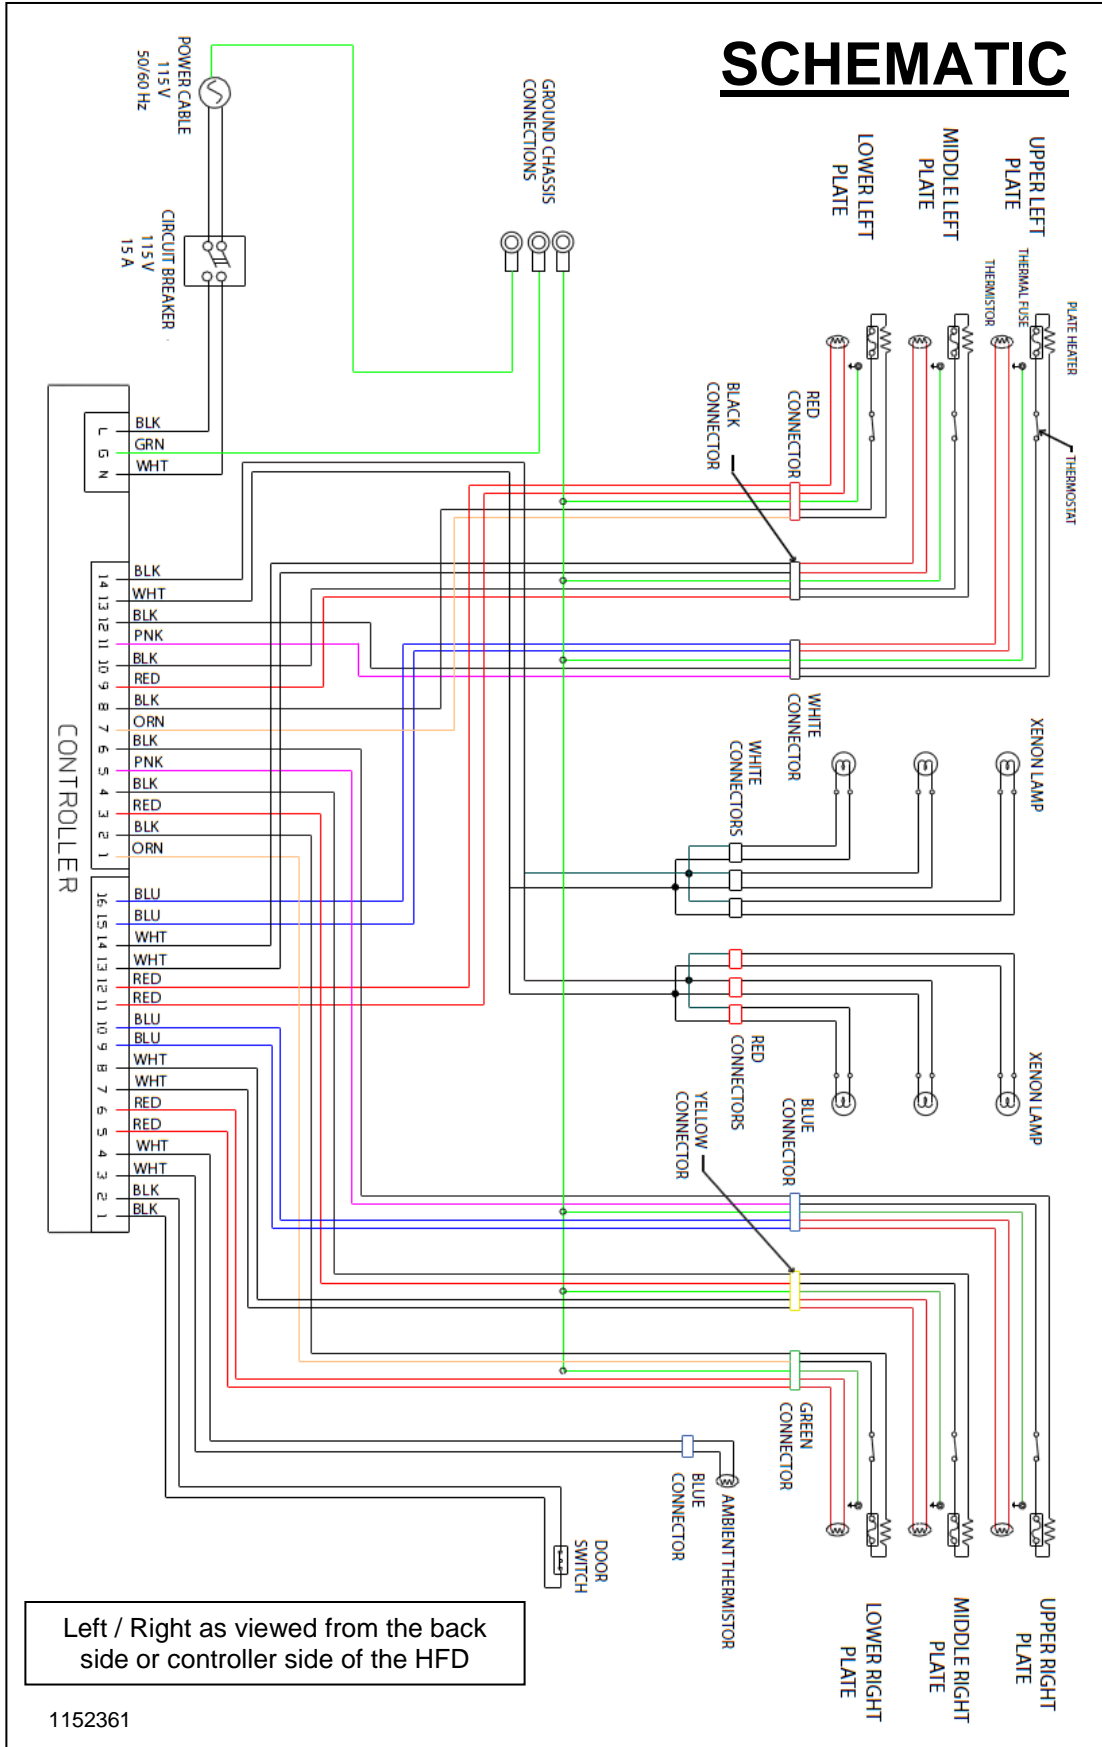 SCHEMATIC
POWER CABLE
115 V
50/60 Hz
GROUND CHASSIS
CONNECTIONS
LOWER LEFT
PLATE
MIDDLE LEFT
PLATE
UPPER LEFT
PLATE
CIRCUIT BREAKER
115 V
15 A
THERMISTOR
THERMAL FUSE
PLATE HEATER
THERMOSTAT
BLACK
CONNECTOR
RED
CONNECTOR
L BLK
G GRN
N WHT
14 BLK
13 WHT
12 BLK
11 PNK
10 BLK
9 RED
8 BLK
7 ORN
6 BLK
5 PNK
4 BLK
3 RED
2 BLK
1 ORN
CONTROLLER
16 BLU
15 BLU
14 WHT
13 WHT
12 RED
11 RED
10 BLU
9 BLU
8 WHT
7 WHT
6 RED
5 RED
4 WHT
3 WHT
2 BLK
1 BLK
WHITE
CONNECTOR
WHITE
CONNECTORS
XENON LAMP
RED
CONNECTORS
XENON LAMP
BLUE
CONNECTOR
YELLOW
CONNECTOR
GREEN
CONNECTOR
BLUE
CONNECTOR
AMBIENT THERMISTOR
DOOR
SWITCH
LOWER RIGHT
PLATE
MIDDLE RIGHT
PLATE
UPPER RIGHT
PLATE
Left / Right as viewed from the back
side or controller side of the HFD
1152361